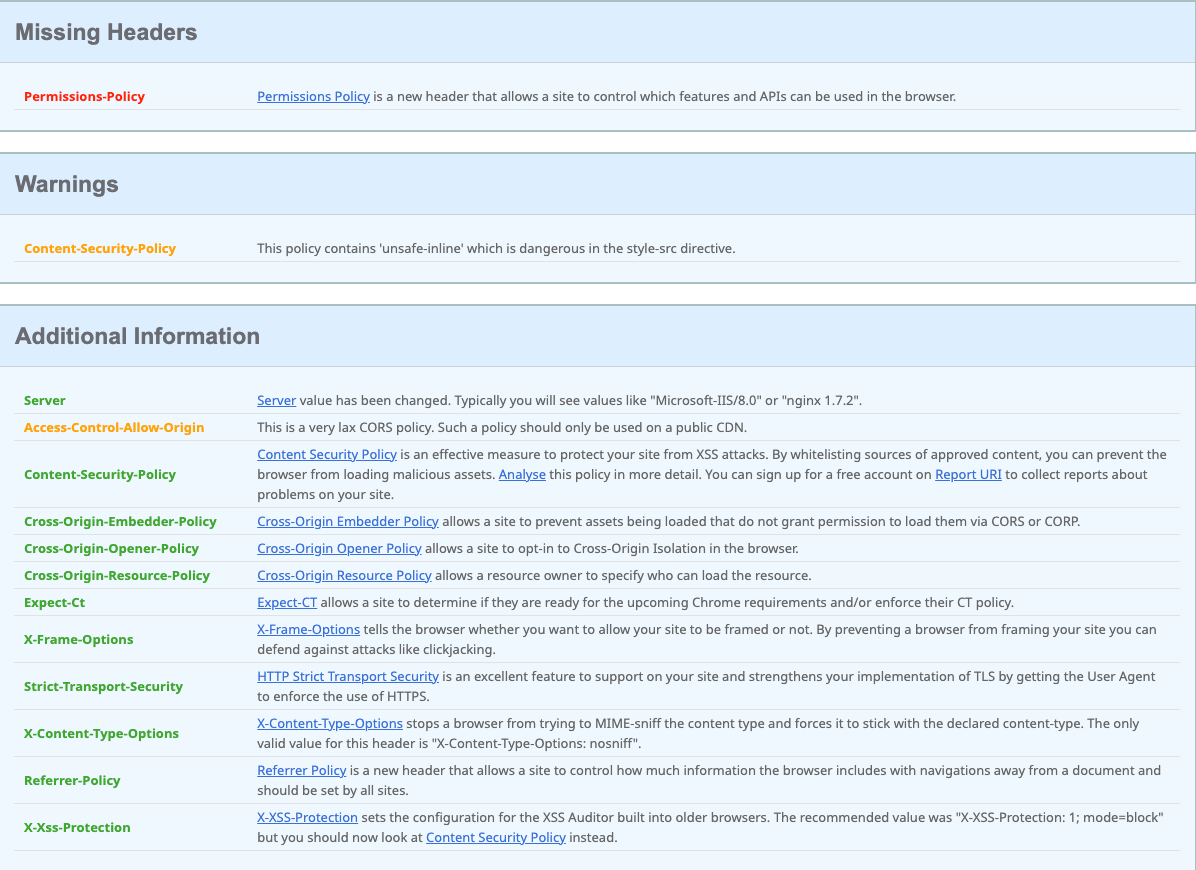 Missing Headers
Permissions-Policy Permissions Policy is a new header that allows a site to control which features and APIs can be used in the browser.
Warnings
Content-Security-Policy This policy contains 'unsafe-inline' which is dangerous in the style-src directive.
Additional Information
Server Server value has been changed. Typically you will see values like "Microsoft-IIS/8.0" or "nginx 1.7.2".
Access-Control-Allow-Origin This is a very lax CORS policy. Such a policy should only be used on a public CDN.
Content-Security-Policy
Content Security Policy is an effective measure to protect your site from XSS attacks. By whitelisting sources of approved content, you can prevent the
browser from loading malicious assets. Analyse this policy in more detail. You can sign up for a free account on Report URI to collect reports about
problems on your site.
Cross-Origin-Embedder-Policy Cross-Origin Embedder Policy allows a site to prevent assets being loaded that do not grant permission to load them via CORS or CORP.
Cross-Origin-Opener-Policy Cross-Origin Opener Policy allows a site to opt-in to Cross-Origin Isolation in the browser.
Cross-Origin-Resource-Policy Cross-Origin Resource Policy allows a resource owner to specify who can load the resource.
Expect-Ct Expect-CT allows a site to determine if they are ready for the upcoming Chrome requirements and/or enforce their CT policy.
X-Frame-Options
X-Frame-Options tells the browser whether you want to allow your site to be framed or not. By preventing a browser from framing your site you can
defend against attacks like clickjacking.
Strict-Transport-Security
HTTP Strict Transport Security is an excellent feature to support on your site and strengthens your implementation of TLS by getting the User Agent
to enforce the use of HTTPS.
X-Content-Type-Options
X-Content-Type-Options stops a browser from trying to MIME-sniff the content type and forces it to stick with the declared content-type. The only
valid value for this header is "X-Content-Type-Options: nosniff".
Referrer-Policy
Referrer Policy is a new header that allows a site to control how much information the browser includes with navigations away from a document and
should be set by all sites.
X-Xss-Protection
X-XSS-Protection sets the configuration for the XSS Auditor built into older browsers. The recommended value was "X-XSS-Protection: 1; mode=block"
but you should now look at Content Security Policy instead.